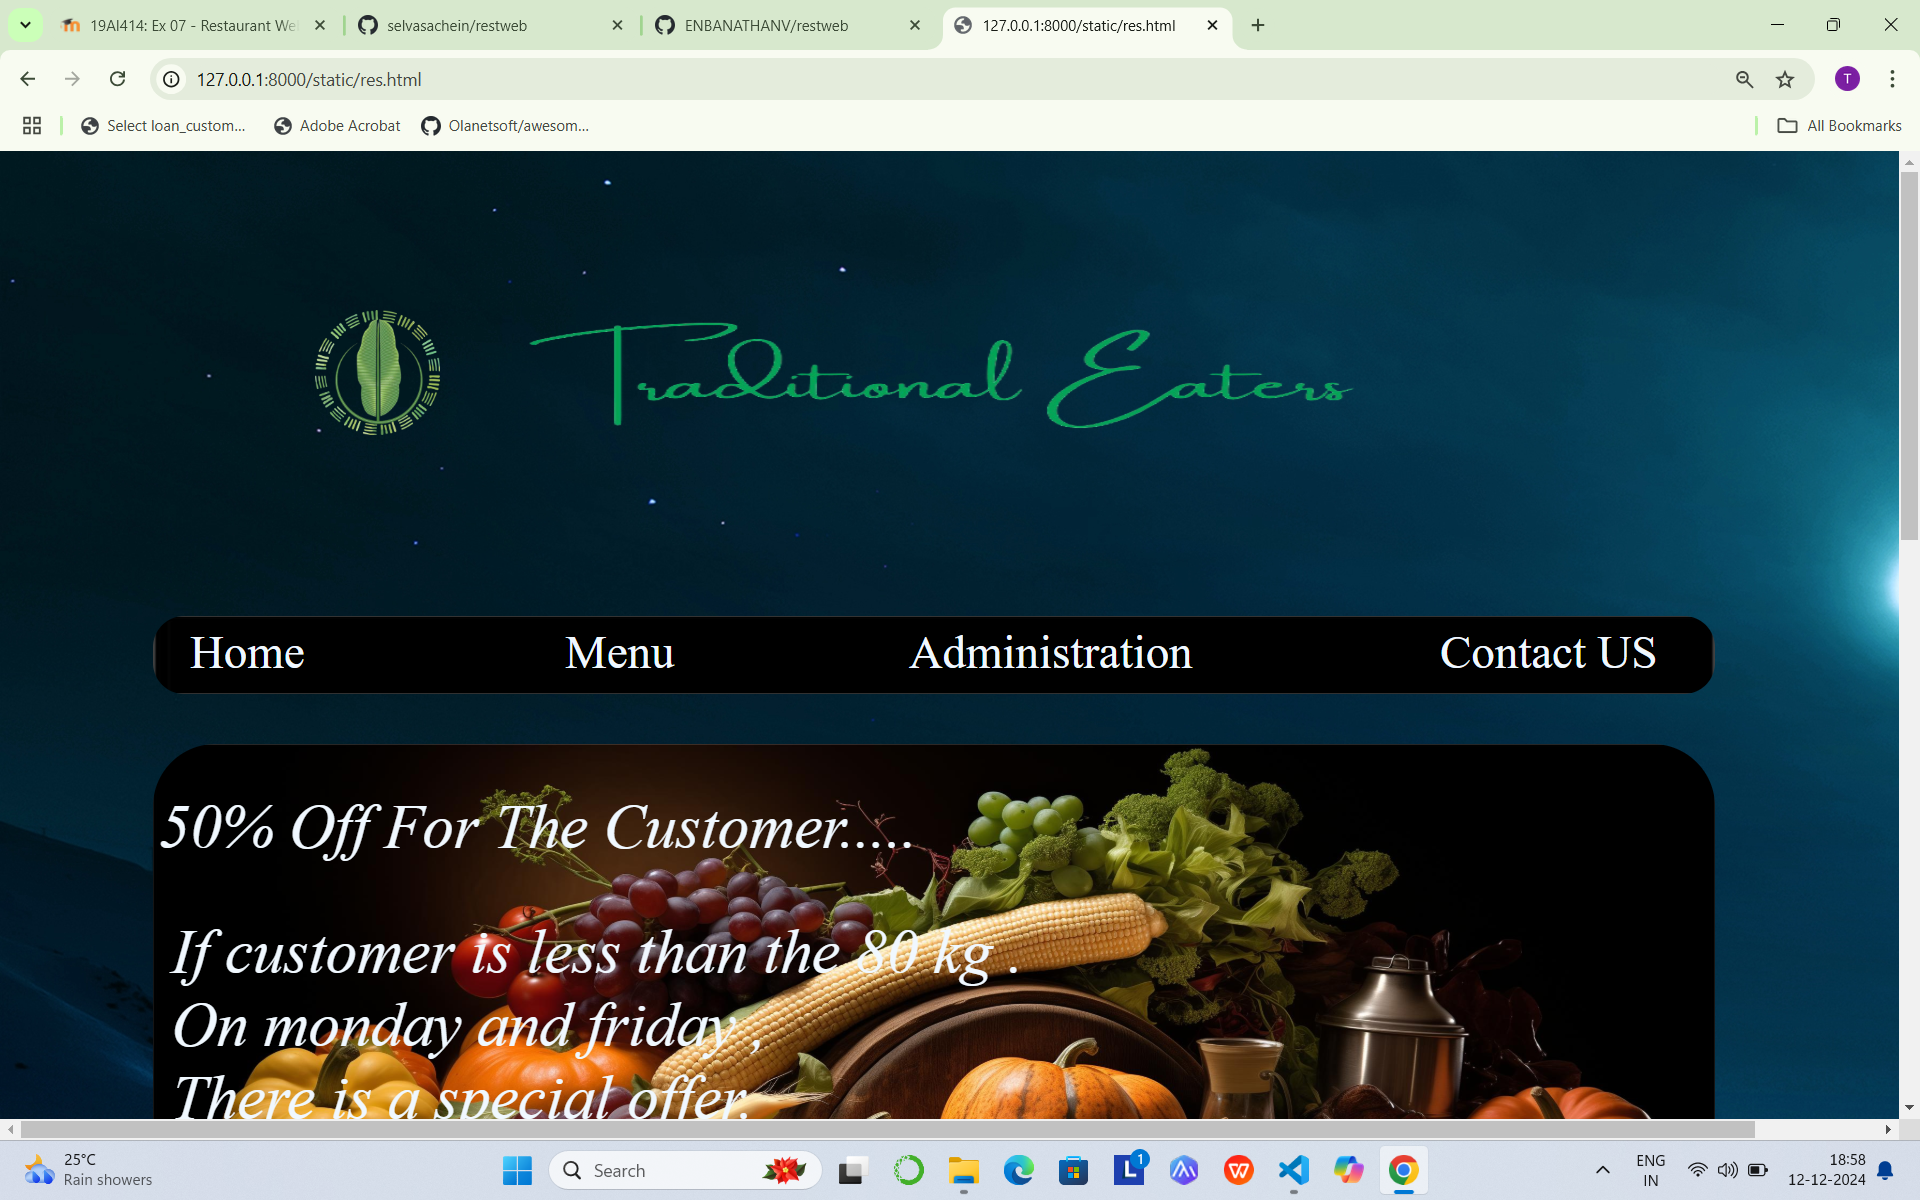 19AI414: Ex 07 - Restaurant We
selvasachein/restweb
ENBANATHANV/restweb
127.0.0.1:8000/static/res.html
127.0.0.1:8000/static/res.html
T
Select loan_custom...
Adobe Acrobat
Olanetsoft/awesom...
All Bookmarks
Traditional Eaters
Home
Menu
Administration
Contact US
50% Off For The Customer.....
If customer is less than the 80 kg .
On monday and friday ,
There is a special offer.
25°C
Rain showers
Search
L
1
ENG
IN
18:58
12-12-2024